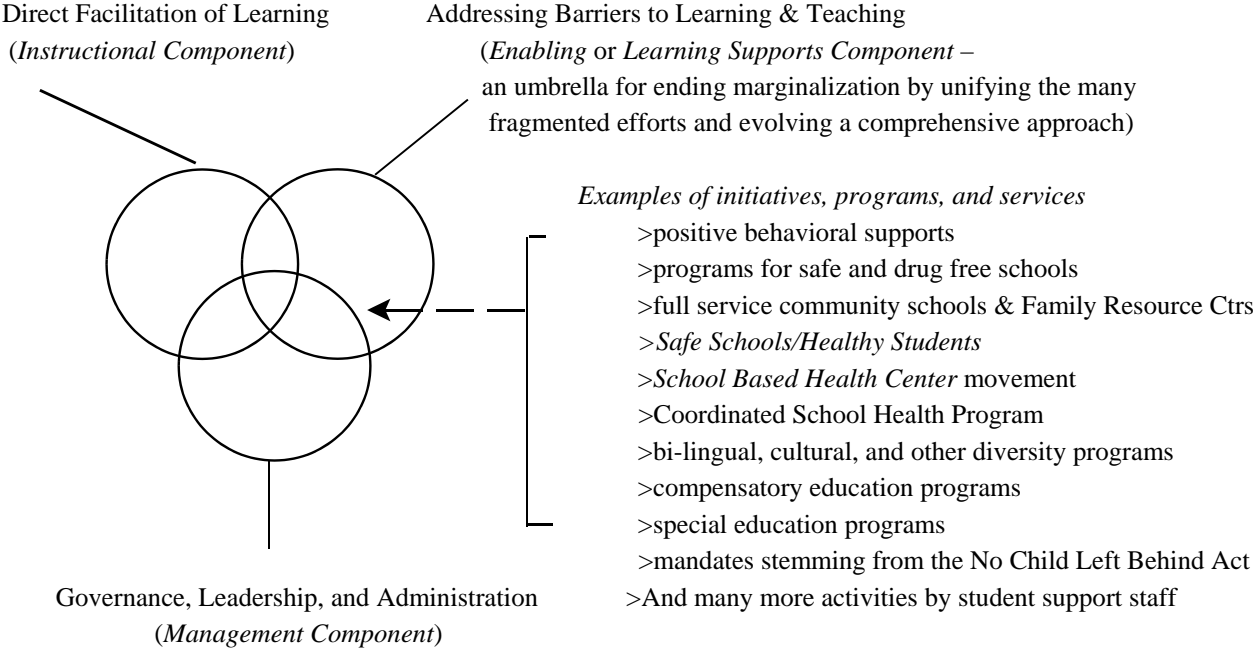 Direct Facilitation of Learning
(Instructional Component)
Addressing Barriers to Learning & Teaching
(Enabling or Learning Supports Component –
an umbrella for ending marginalization by unifying the many
fragmented efforts and evolving a comprehensive approach)
Examples of initiatives, programs, and services
>positive behavioral supports
>programs for safe and drug free schools
>full service community schools & Family Resource Ctrs
>Safe Schools/Healthy Students
>School Based Health Center movement
>Coordinated School Health Program
>bi-lingual, cultural, and other diversity programs
>compensatory education programs
>special education programs
>mandates stemming from the No Child Left Behind Act
>And many more activities by student support staff
Governance, Leadership, and Administration
(Management Component)